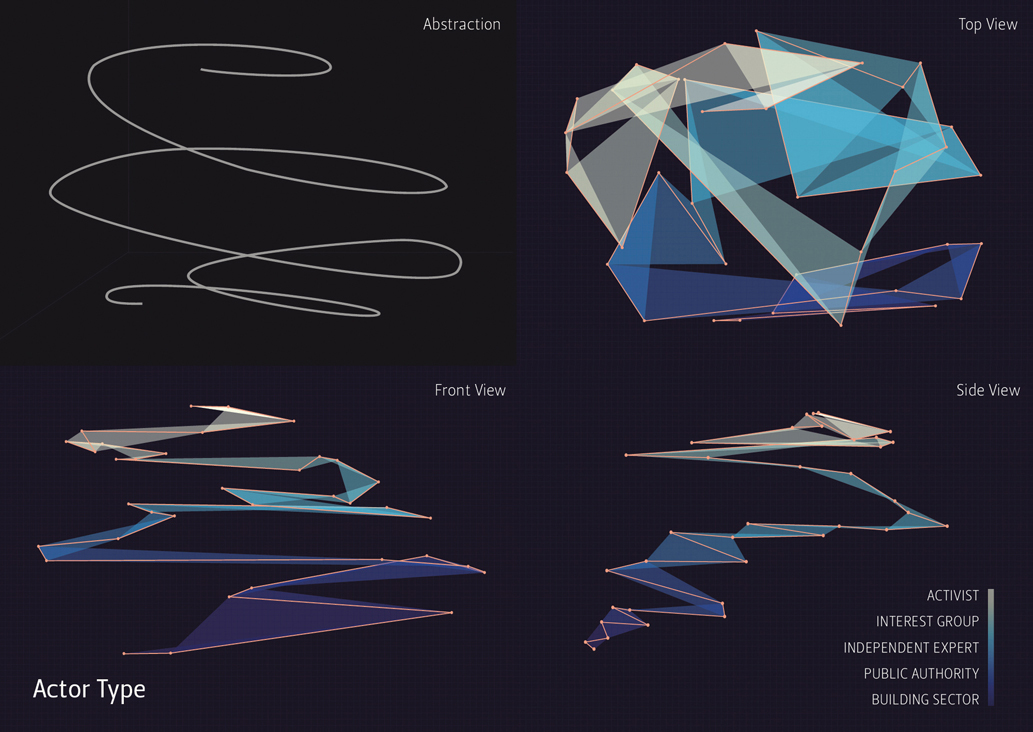 Abstraction
Top View
Front View
Side View
ACTIVIST
INTEREST GROUP
INDEPENDENT EXPERT
PUBLIC AUTHORITY
BUILDING SECTOR
Actor Type